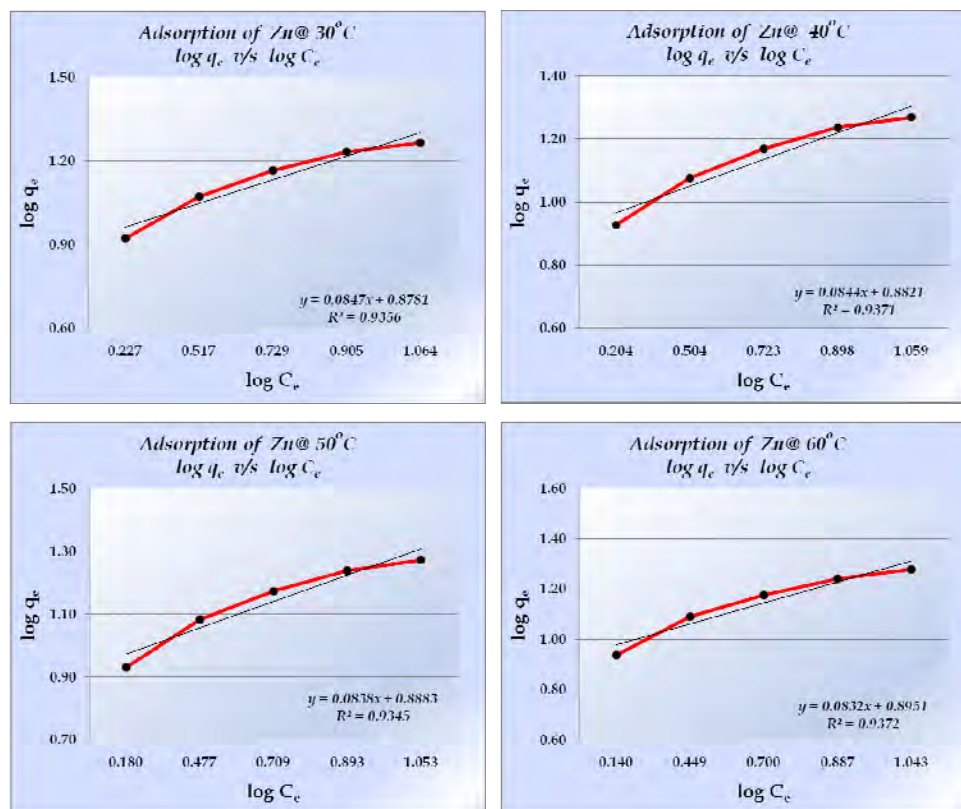 Adsorption of Zn@ 30°C
log qe v/s log Ce
1.50
1.20
0.90
0.60
log qe
y = 0.0847x + 0.8781
R² = 0.9356
0.227 0.517 0.729 0.905 1.064
log Ce
Adsorption of Zn@ 40°C
log qe v/s log Ce
1.40
1.20
1.00
0.80
0.60
log qe
y = 0.0844x + 0.8821
R² = 0.9371
0.204 0.504 0.723 0.898 1.059
log Ce
Adsorption of Zn@ 50°C
log qe v/s log Ce
1.50
1.30
1.10
0.90
0.70
log qe
y = 0.0838x + 0.8883
R² = 0.9345
0.180 0.477 0.709 0.893 1.053
log Ce
Adsorption of Zn@ 60°C
log qe v/s log Ce
1.60
1.40
1.20
1.00
0.80
0.60
log qe
y = 0.0832x + 0.8951
R² = 0.9372
0.140 0.449 0.700 0.887 1.043
log Ce